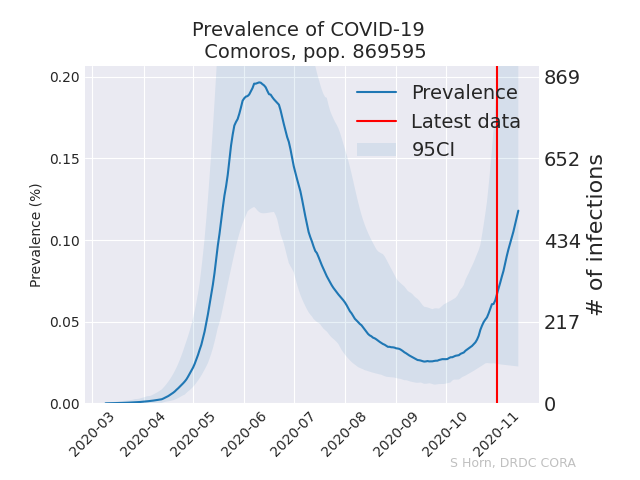 Prevalence of COVID-19
Comoros, pop. 869595
Prevalence (%)
0.20
0.15
0.10
0.05
0.00
869
652
434
217
0
# of infections
Prevalence
Latest data
95CI
2020-03
2020-04
2020-05
2020-06
2020-07
2020-08
2020-09
2020-10
2020-11
S Horn, DRDC CORA